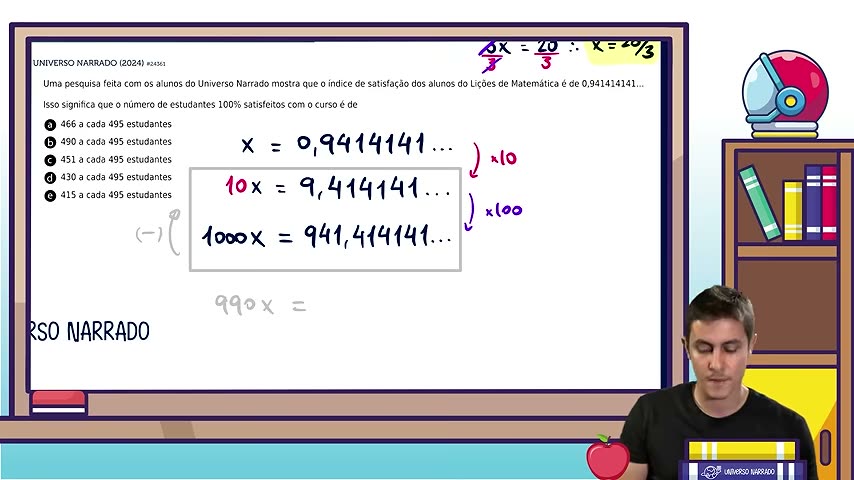 3x/3 = 20/3 ∴ x = 20/3
UNIVERSO NARRADO (2024) #24361
Uma pesquisa feita com os alunos do Universo Narrado mostra que o índice de satisfação dos alunos do Lições de Matemática é de 0,941414141...
Isso significa que o número de estudantes 100% satisfeitos com o curso é de
a 466 a cada 495 estudantes
b 490 a cada 495 estudantes
c 451 a cada 495 estudantes
d 430 a cada 495 estudantes
e 415 a cada 495 estudantes
x = 0,9414141...
x10
10x = 9,414141...
x100
(-) 1000x = 941,414141...
990x =
RSO NARRADO
UNIVERSO NARRADO